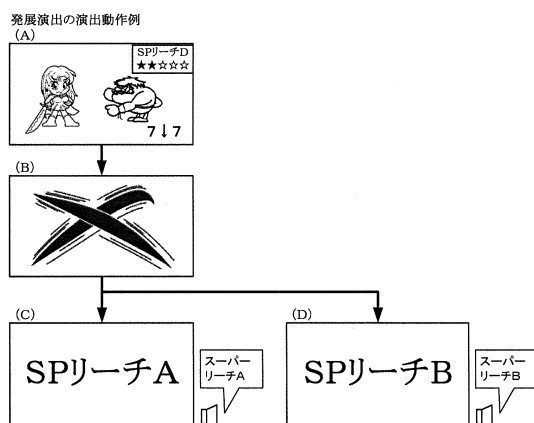 発展演出の演出動作例
(A)
SPリーチD
★★☆☆☆
7↓7
(B)
(C)
(D)
SPリーチA
スーパー
リーチA
SPリーチB
スーパー
リーチB